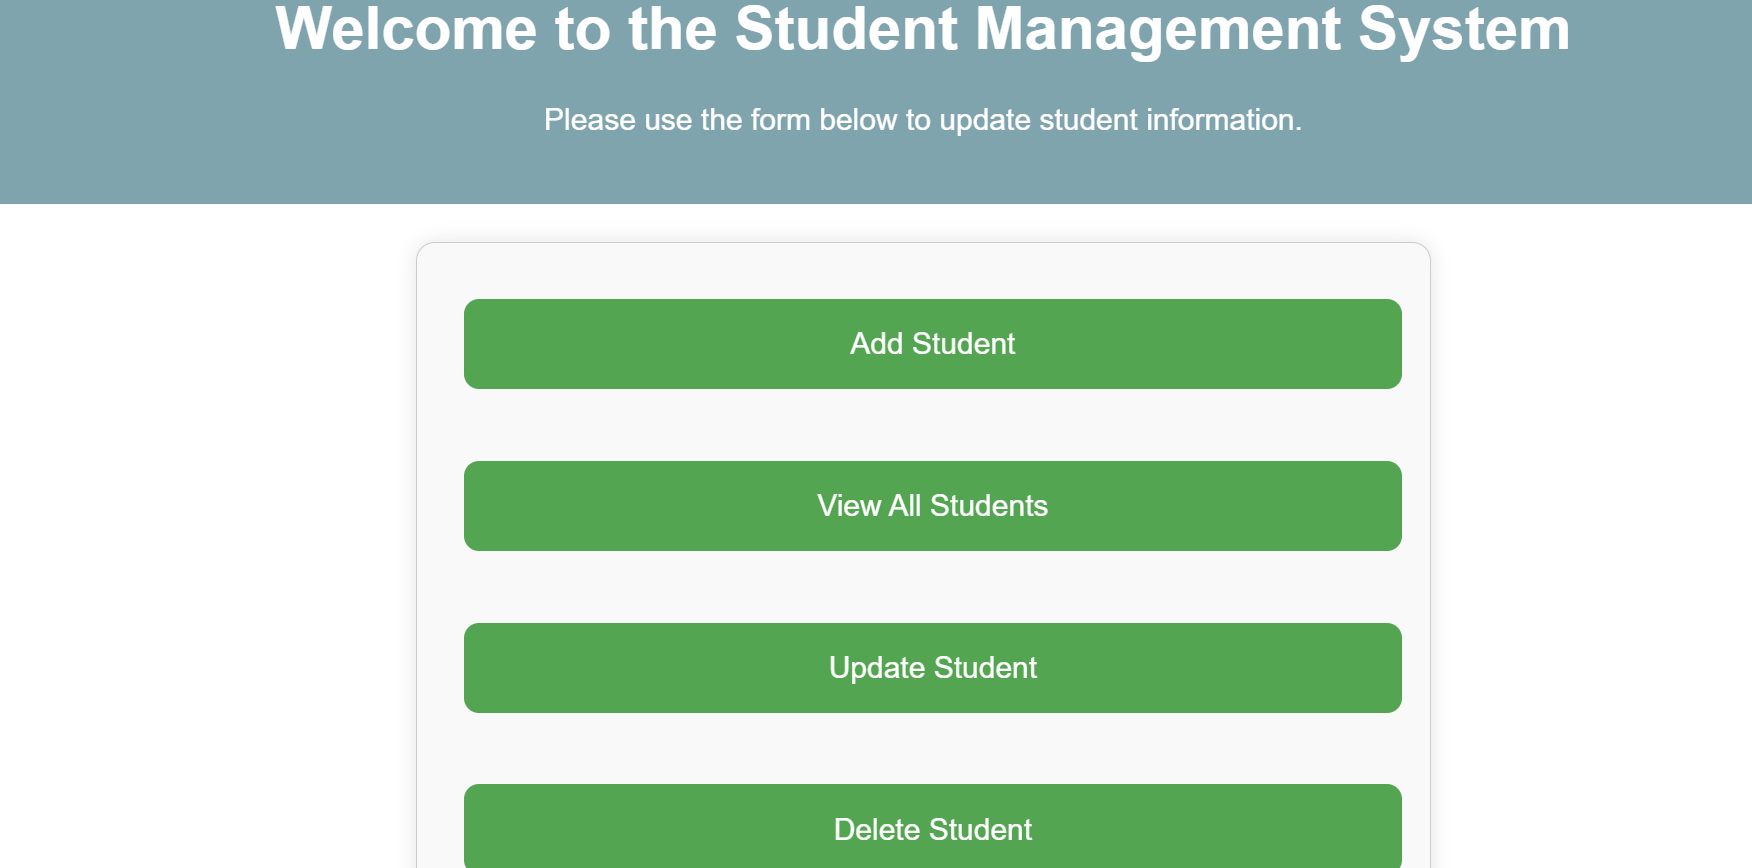 Welcome to the Student Management System
Please use the form below to update student information.
Add Student
View All Students
Update Student
Delete Student